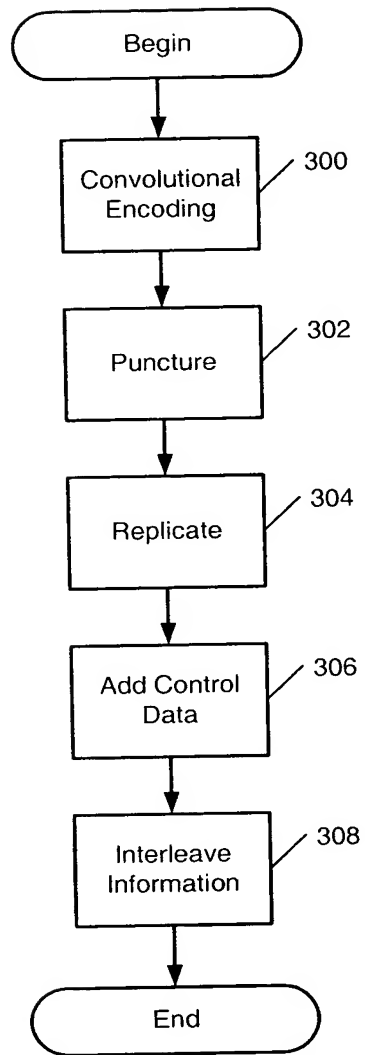 Begin
Convolutional
Encoding
300
Puncture
302
Replicate
304
Add Control
Data
306
Interleave
Information
308
End